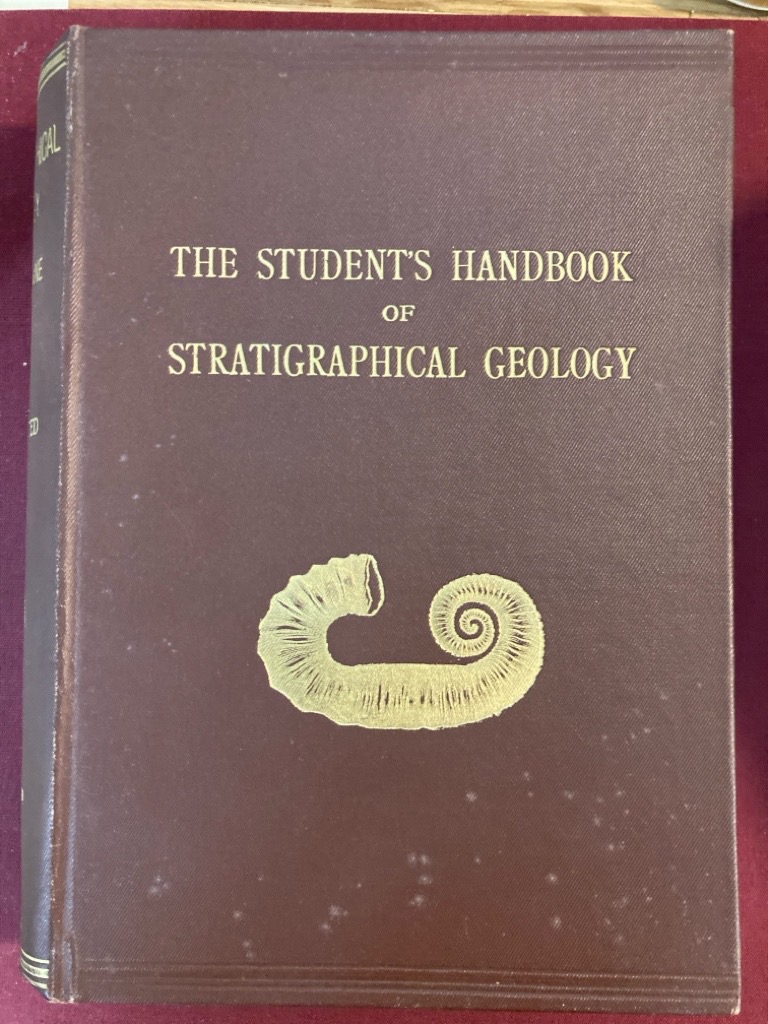 THE STUDENT'S HANDBOOK
OF
STRATIGRAPHICAL GEOLOGY